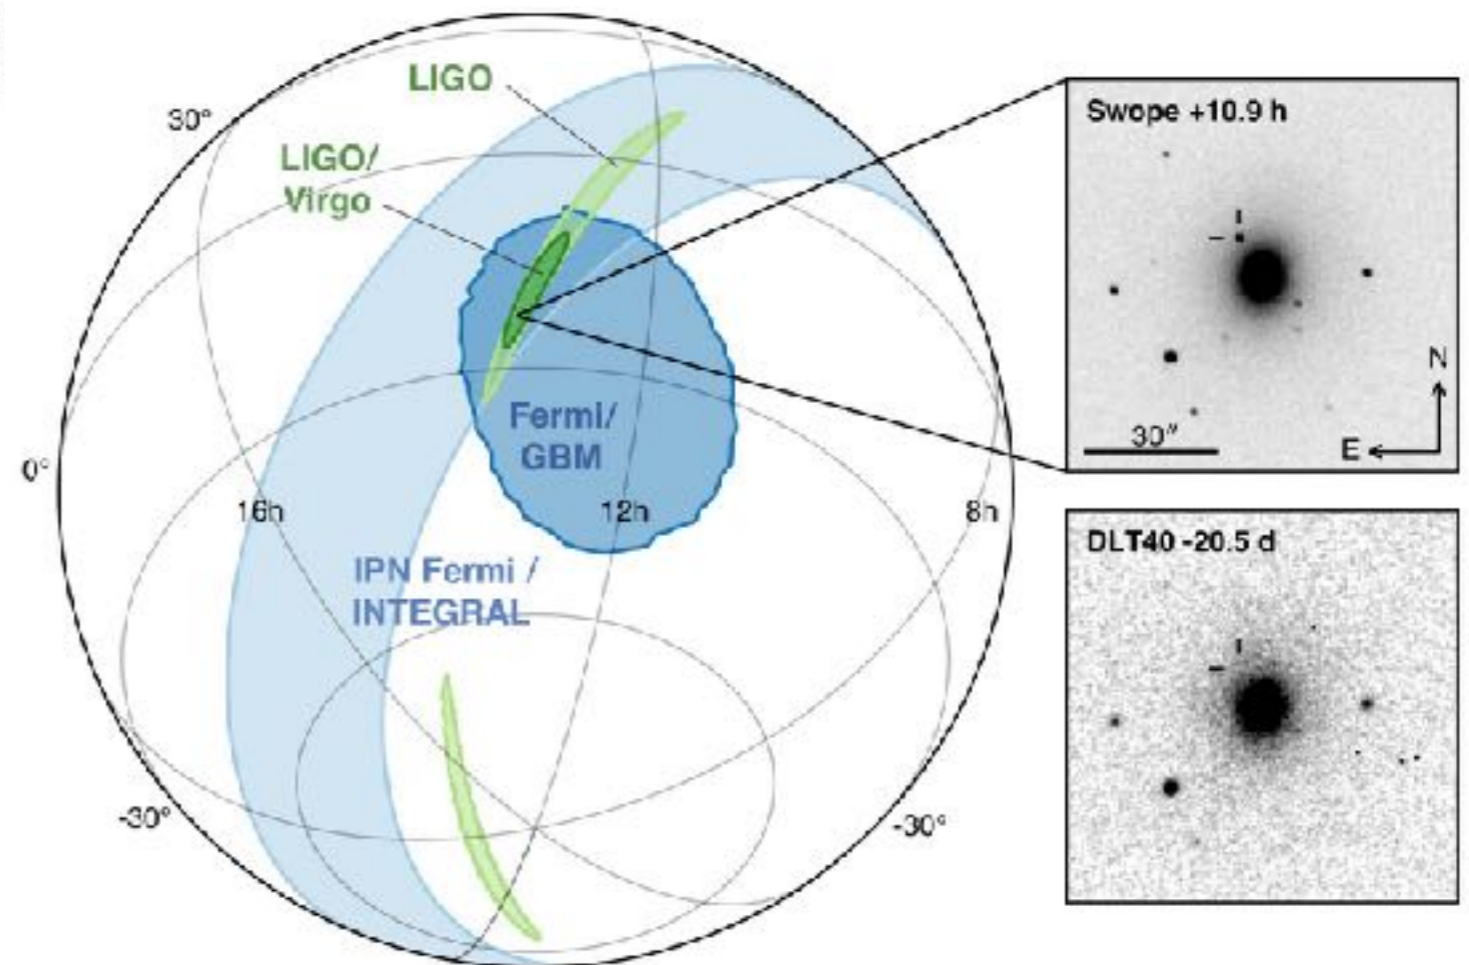 LIGO
30°
LIGO/
Virgo
Fermi/
GBM
0°
16h
12h
8h
IPN Fermi /
INTEGRAL
-30°
-30°
Swope +10.9 h
N
30"
E
DLT40 -20.5 d